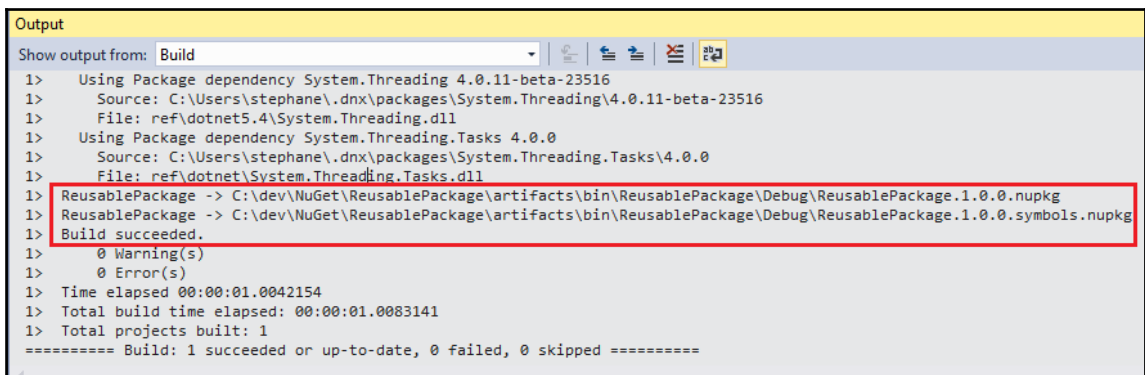 Output
Show output from: Build
1> Using Package dependency System.Threading 4.0.11-beta-23516
1> Source: C:\Users\stephane\.dnx\packages\System.Threading\4.0.11-beta-23516
1> File: ref\dotnet5.4\System.Threading.dll
1> Using Package dependency System.Threading.Tasks 4.0.0
1> Source: C:\Users\stephane\.dnx\packages\System.Threading.Tasks\4.0.0
1> File: ref\dotnet\System.Threading.Tasks.dll
1> ReusablePackage -> C:\dev\NuGet\ReusablePackage\artifacts\bin\ReusablePackage\Debug\ReusablePackage.1.0.0.nupkg
1> ReusablePackage -> C:\dev\NuGet\ReusablePackage\artifacts\bin\ReusablePackage\Debug\ReusablePackage.1.0.0.symbols.nupkg
1> Build succeeded.
1> 0 Warning(s)
1> 0 Error(s)
1> Time elapsed 00:00:01.0042154
1> Total build time elapsed: 00:00:01.0083141
1> Total projects built: 1
========== Build: 1 succeeded or up-to-date, 0 failed, 0 skipped ==========